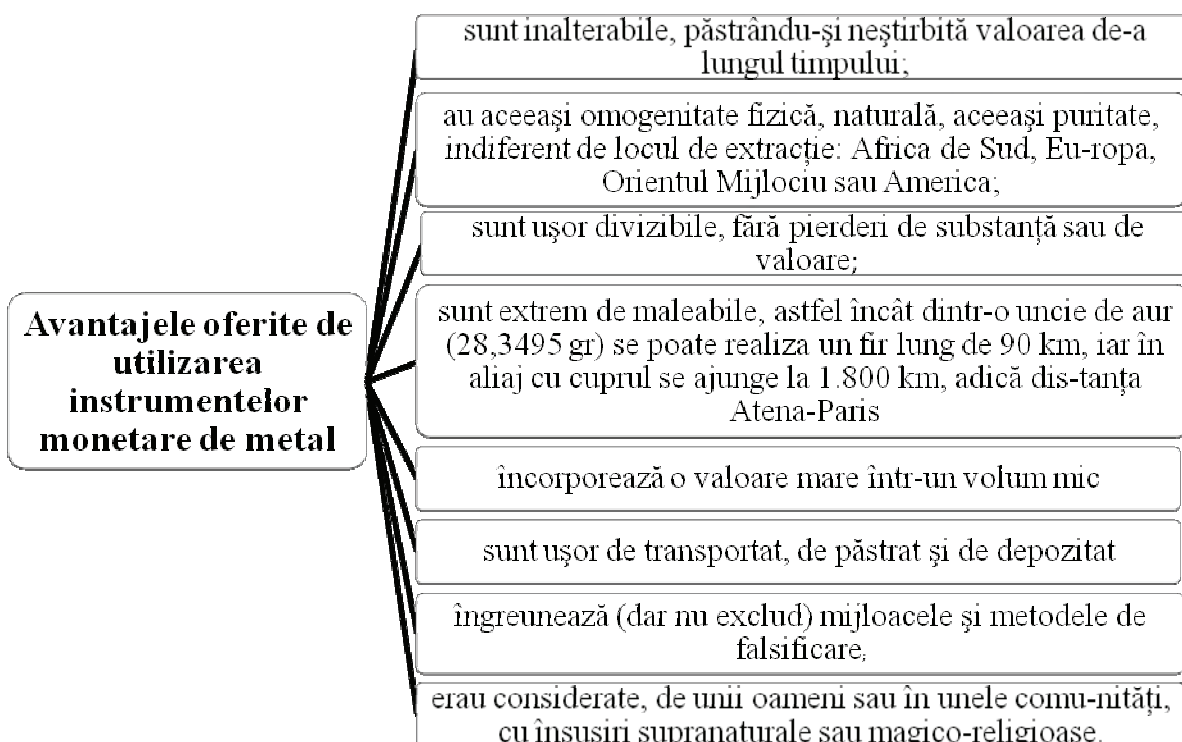 sunt inalterabile, păstrându-şi neştirbită valoarea de-a
lungul timpului;
au aceeaşi omogenitate fizică, naturală, aceeaşi puritate,
indiferent de locul de extracţie: Africa de Sud, Eu-ropa,
Orientul Mijlociu sau America;
sunt uşor divizibile, fără pierderi de substanţă sau de
valoare;
Avantajele oferite de
utilizarea
instrumentelor
monetare de metal
sunt extrem de maleabile, astfel încât dintr-o uncie de aur
(28,3495 gr) se poate realiza un fir lung de 90 km, iar în
aliaj cu cuprul se ajunge la 1.800 km, adică dis-tanţa
Atena-Paris
încorporează o valoare mare într-un volum mic
sunt uşor de transportat, de păstrat şi de depozitat
îngreunează (dar nu exclud) mijloacele şi metodele de
falsificare;
erau considerate, de unii oameni sau în unele comu-nităţi,
cu însuşiri supranaturale sau magico-religioase.